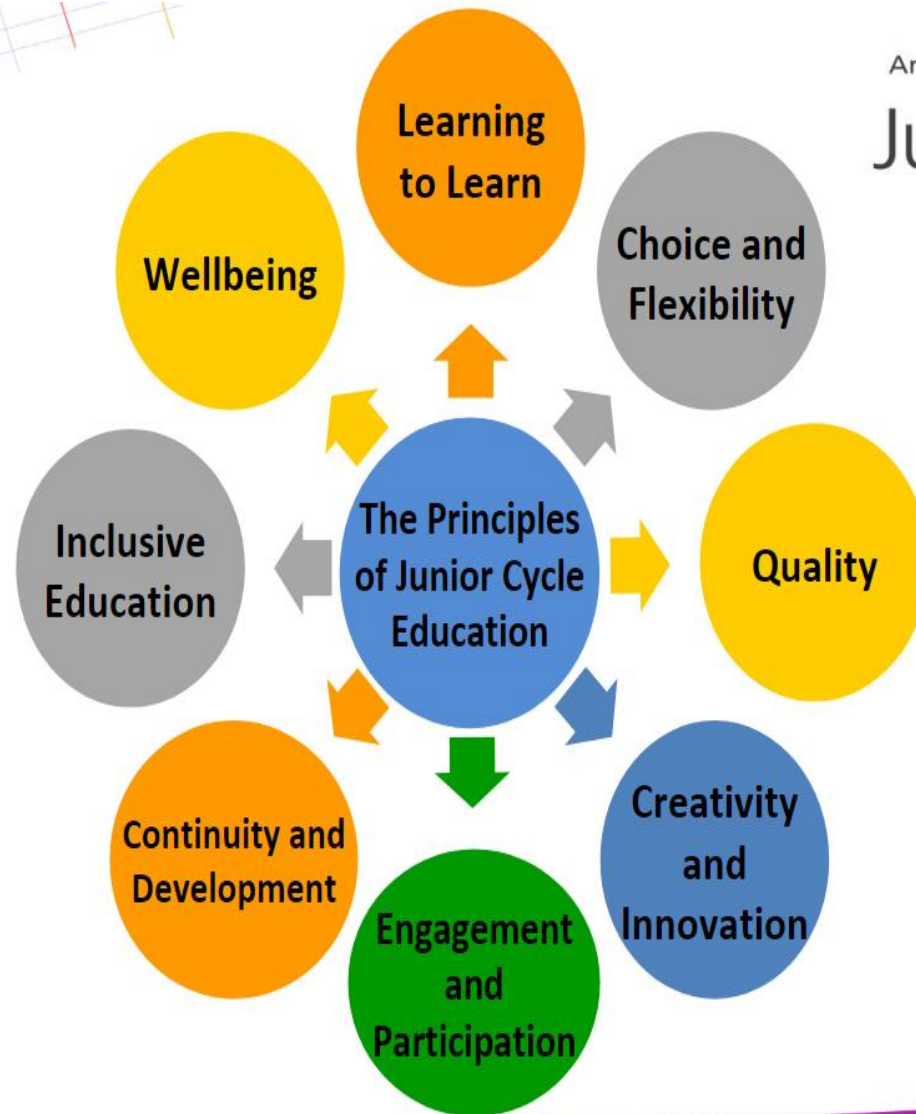 Learning
to Learn
Choice and
Flexibility
Quality
Creativity
and
Innovation
Engagement
and
Participation
Continuity and
Development
Inclusive
Education
Wellbeing
The Principles
of Junior Cycle
Education